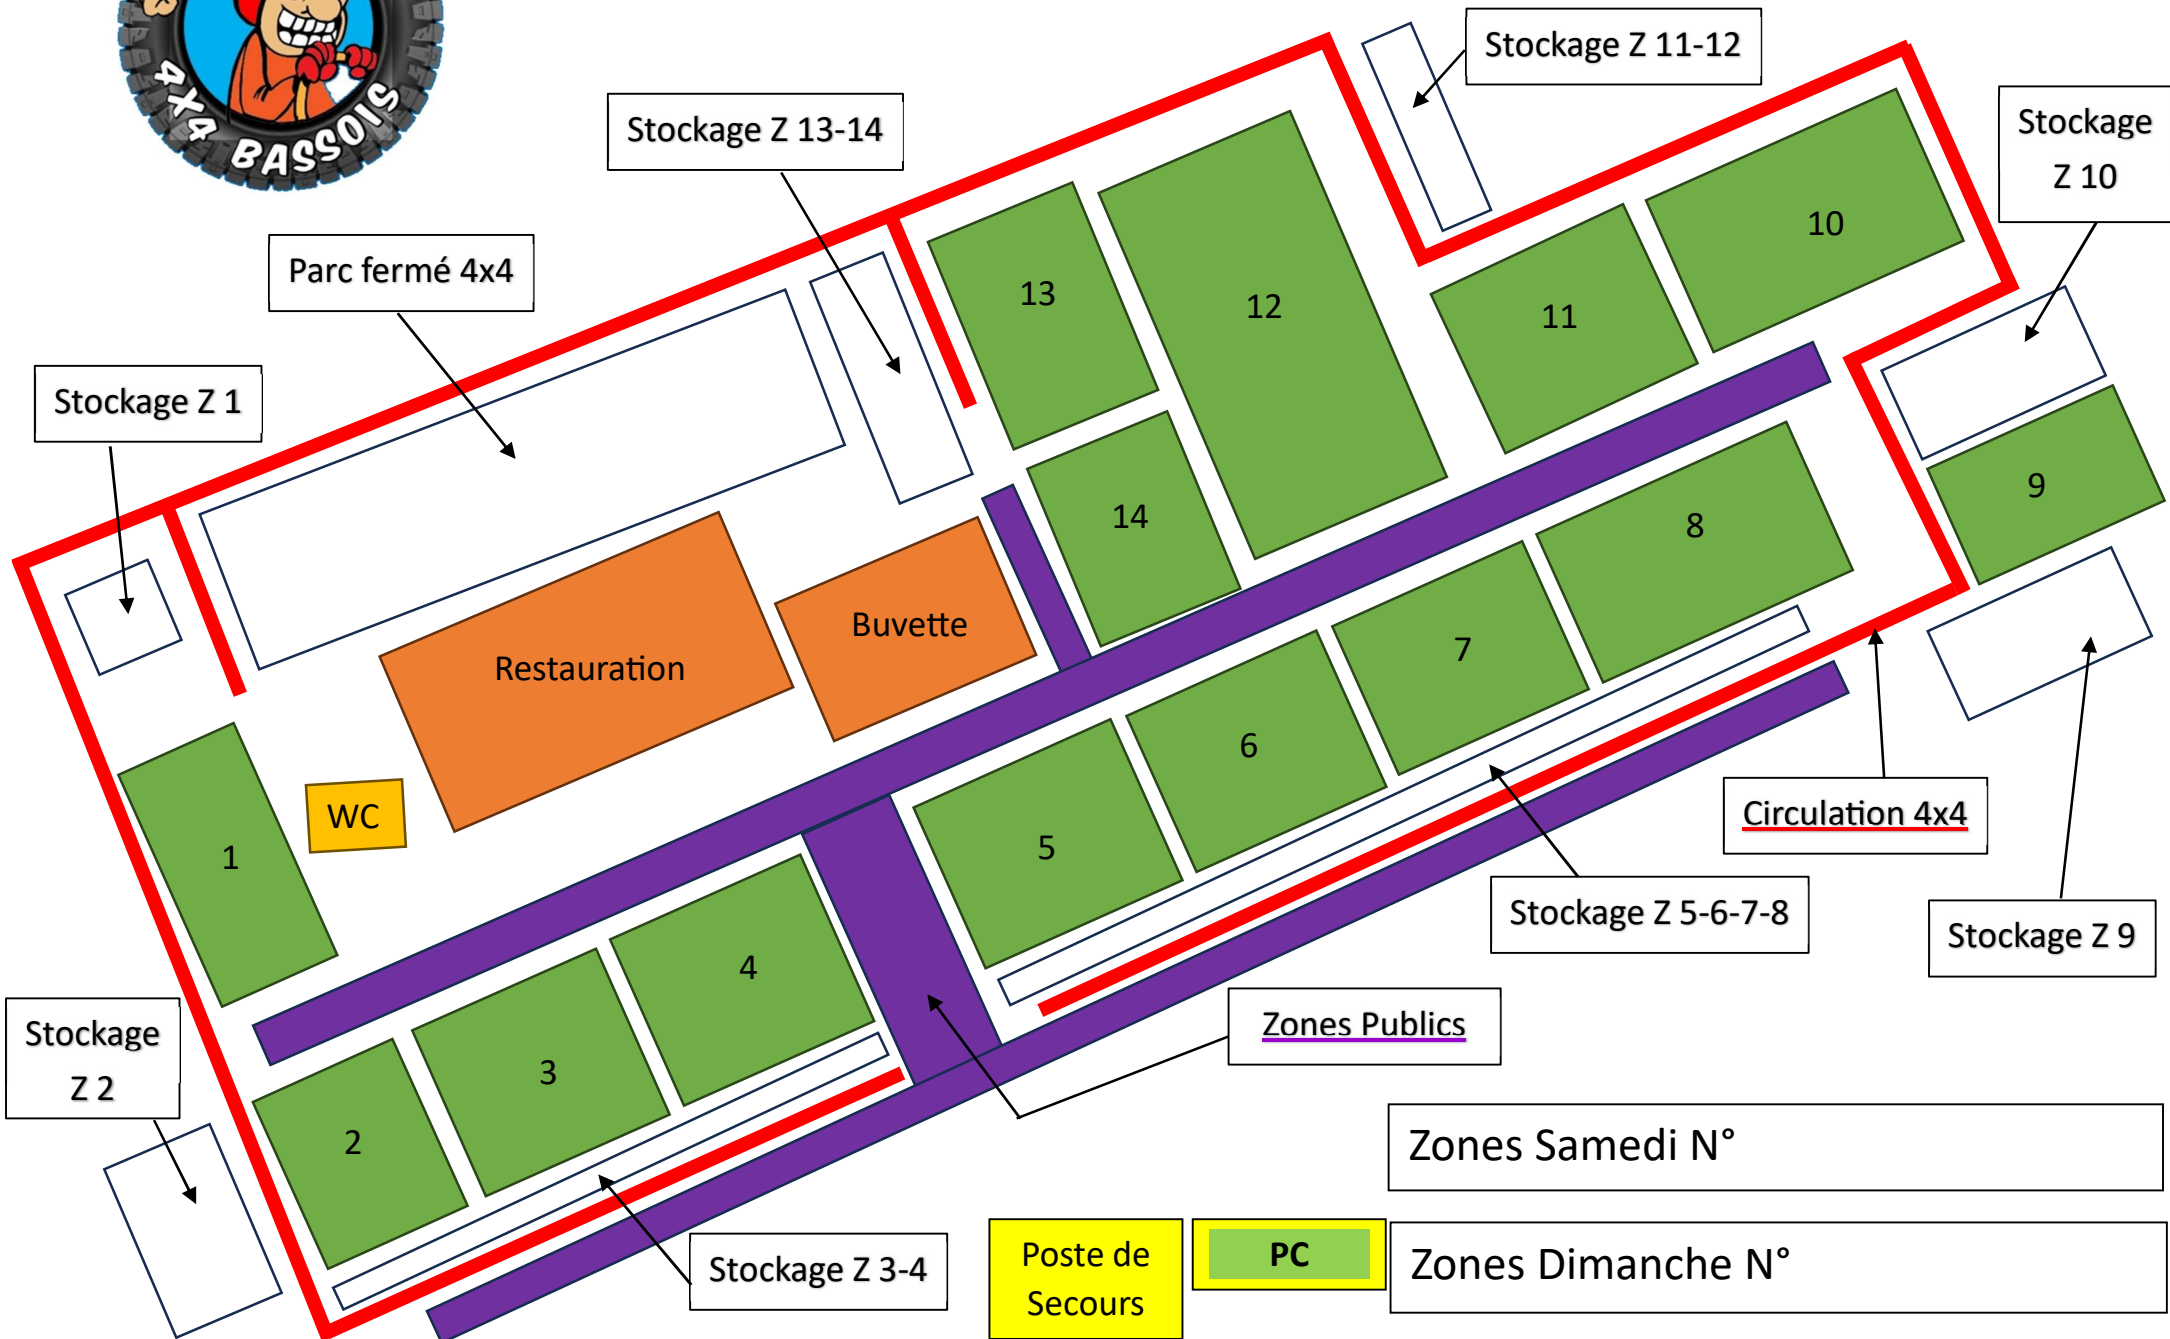 4X4 BASSOIS
Stockage Z 11-12
Stockage Z 13-14
Stockage
Z 10
Parc fermé 4x4
Stockage Z 1
10
13
12
11
9
14
8
Buvette
Restauration
7
6
WC
5
1
Circulation 4x4
Stockage Z 5-6-7-8
Stockage Z 9
4
Zones Publics
Stockage
Z 2
3
2
Zones Samedi N°
Stockage Z 3-4
Poste de
Secours
PC
Zones Dimanche N°